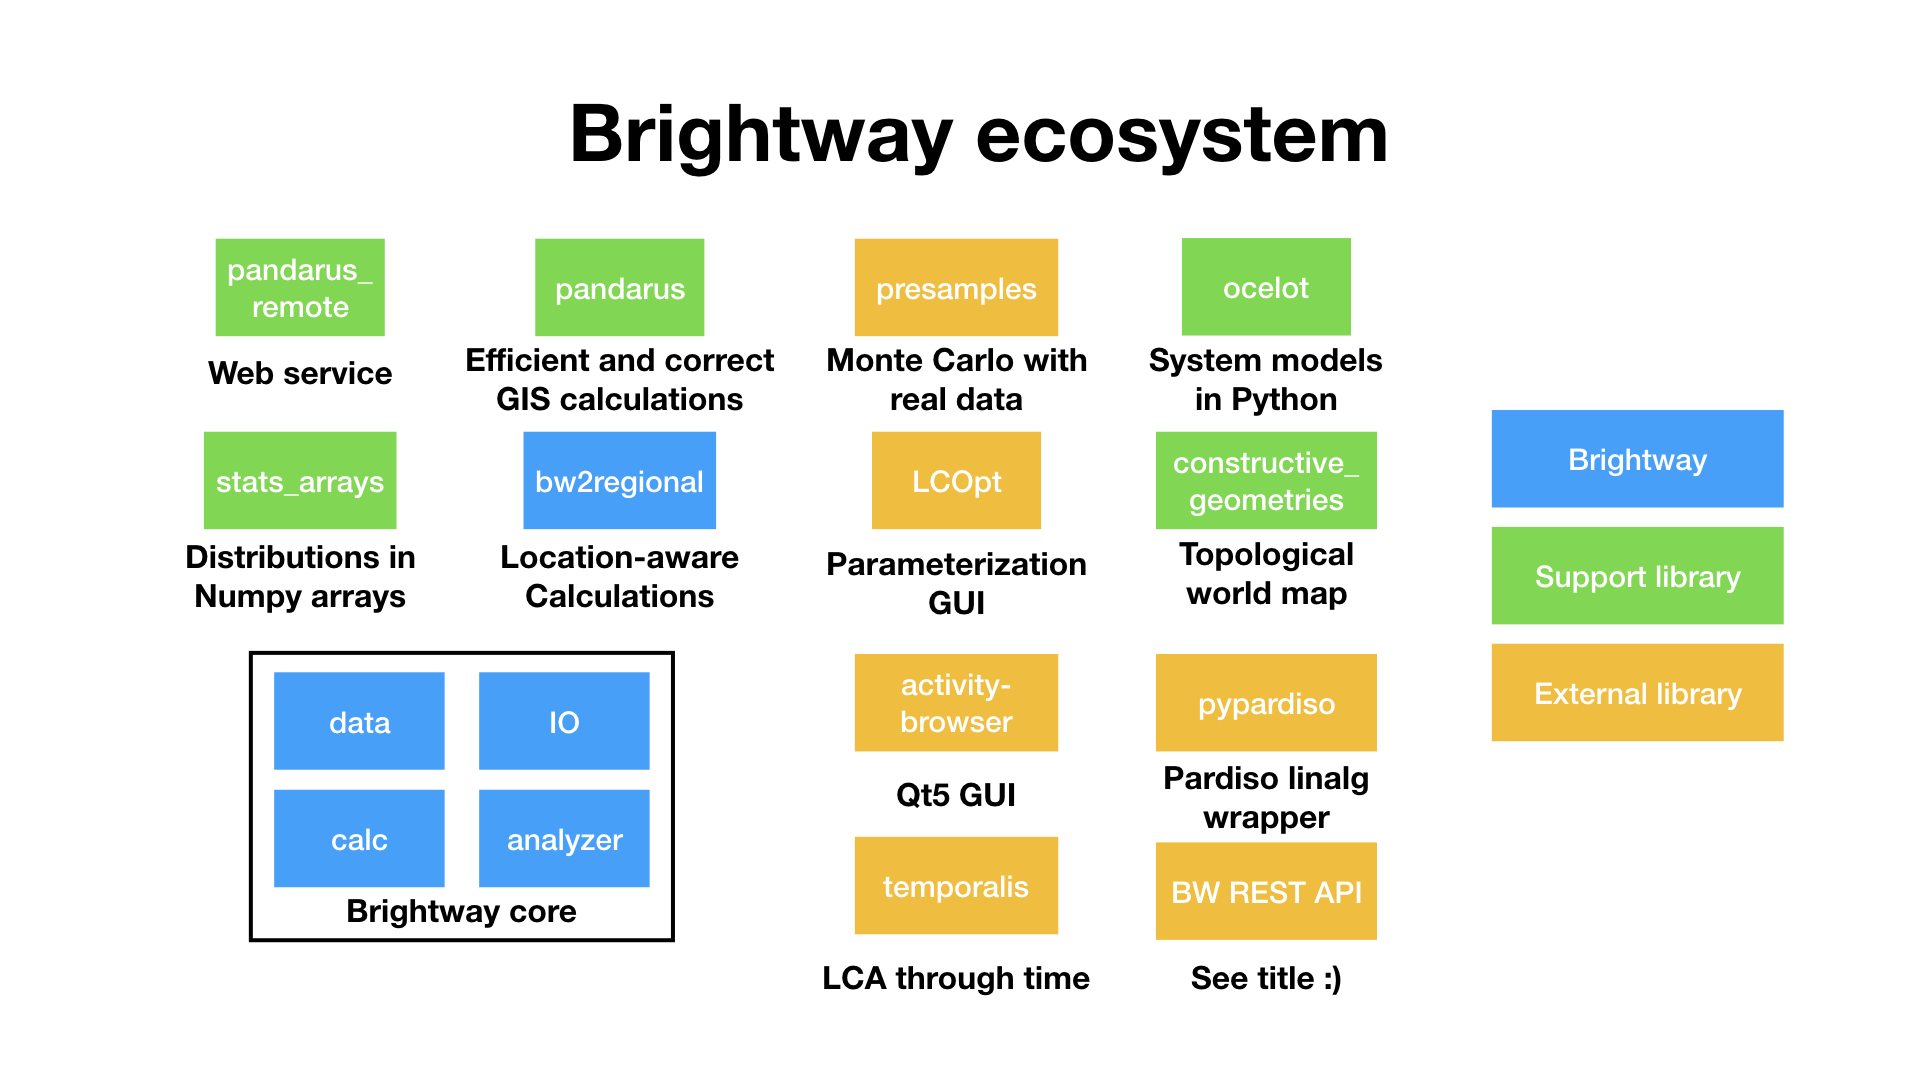 Brightway ecosystem
pandarus_
remote
Web service
pandarus
Efficient and correct
GIS calculations
presamples
Monte Carlo with
real data
ocelot
System models
in Python
stats_arrays
Distributions in
Numpy arrays
bw2regional
Location-aware
Calculations
LCOpt
Parameterization
GUI
constructive_
geometries
Topological
world map
data
IO
calc
analyzer
Brightway core
activity-
browser
Qt5 GUI
pypardiso
Pardiso linalg
wrapper
temporalis
LCA through time
BW REST API
See title :)
Brightway
Support library
External library